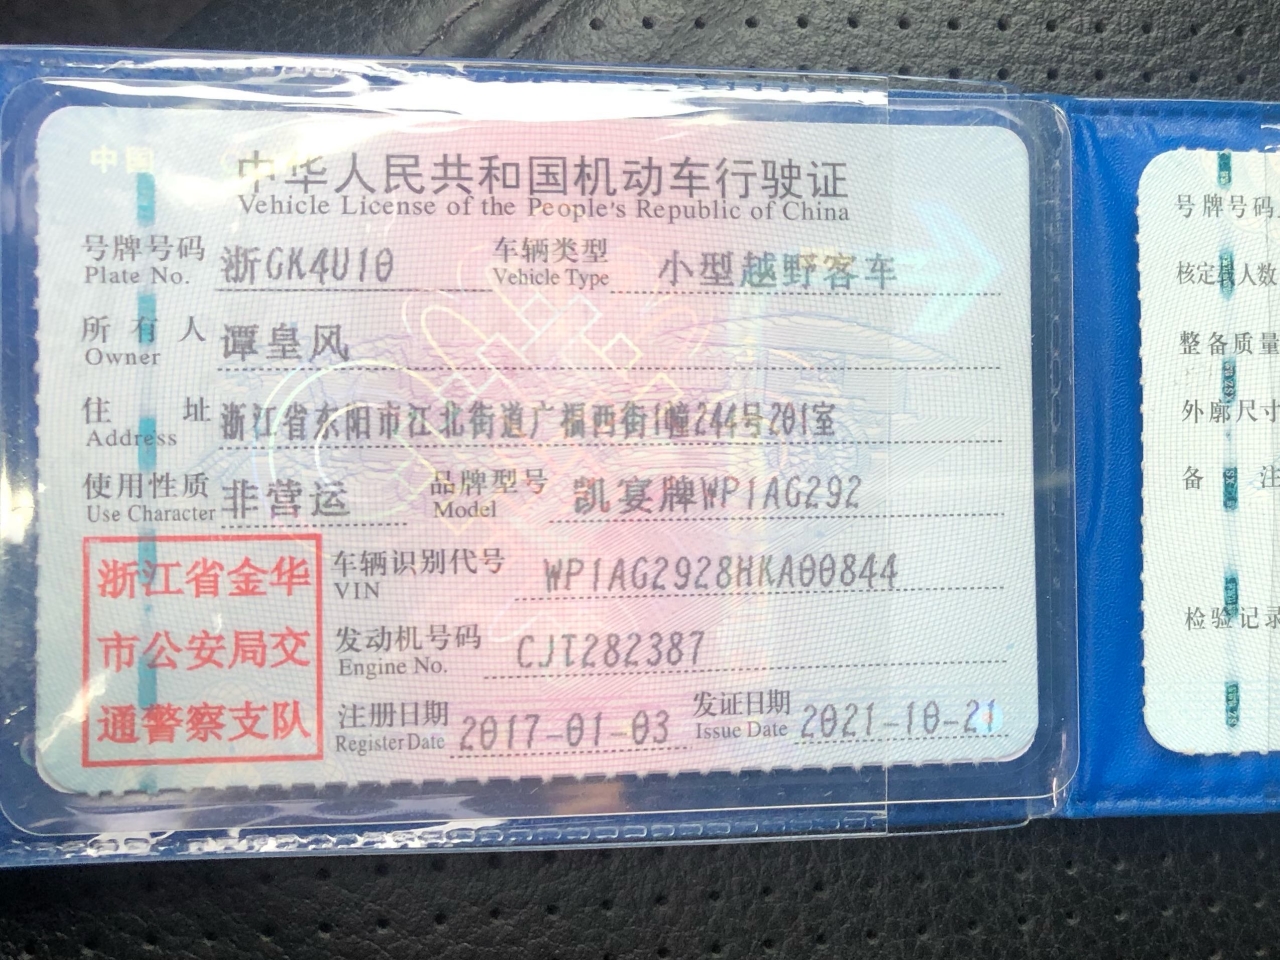 中国
中华人民共和国机动车行驶证
Vehicle License of the People's Republic of China
号牌号码 浙GK4U10 车辆类型 小型越野客车
Plate No. Vehicle Type
所有人 谭皇风
Owner
住址 浙江省东阳市江北街道广福西街1幢244号201室
Address
使用性质 非营运 品牌型号 凯宴牌WP1AG292
Use Character Model
浙江省金华
市公安局交
通警察支队
车辆识别代号 WP1AG2928HKA00844
VIN
发动机号码 CJT282387
Engine No.
注册日期 2017-01-03 发证日期 2021-10-21
Register Date Issue Date
号牌号码
核定载人数
整备质量
外廓尺寸
备注
检验记录